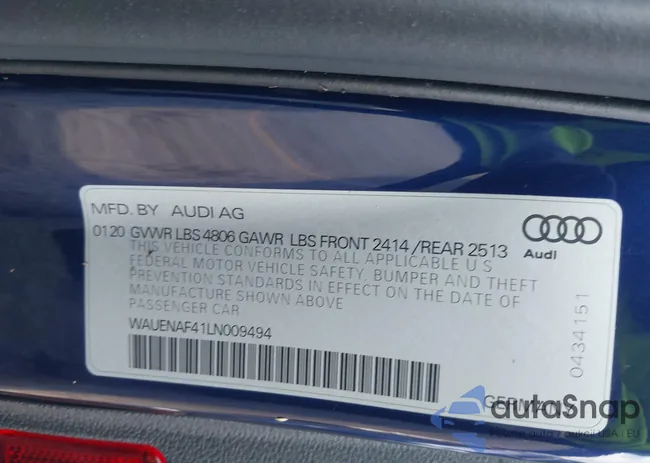 MFD. BY AUDI AG
0120 GVWR LBS 4806 GAWR LBS FRONT 2414 /REAR 2513
THIS VEHICLE CONFORMS TO ALL APPLICABLE U S
FEDERAL MOTOR VEHICLE SAFETY, BUMPER AND THEFT
PREVENTION STANDARDS IN EFFECT ON THE DATE OF
MANUFACTURE SHOWN ABOVE
PASSENGER CAR
WAUENAF41LN009494
Audi
0434151
GERMANY
autoSnap